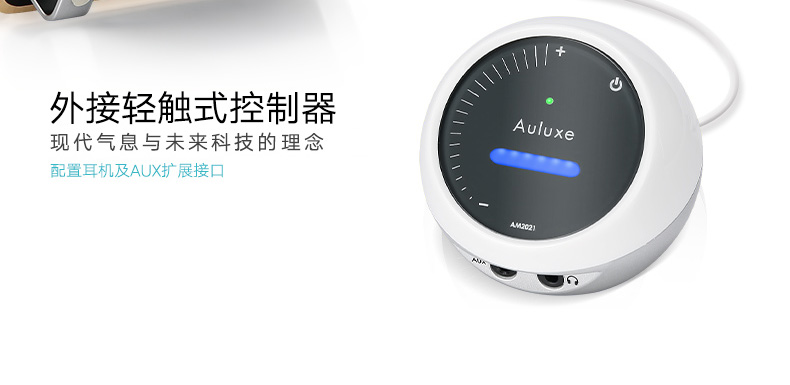 外接轻触式控制器
现代气息与未来科技的理念
配置耳机及AUX扩展接口
+
Auluxe
−
AM2021
AUX